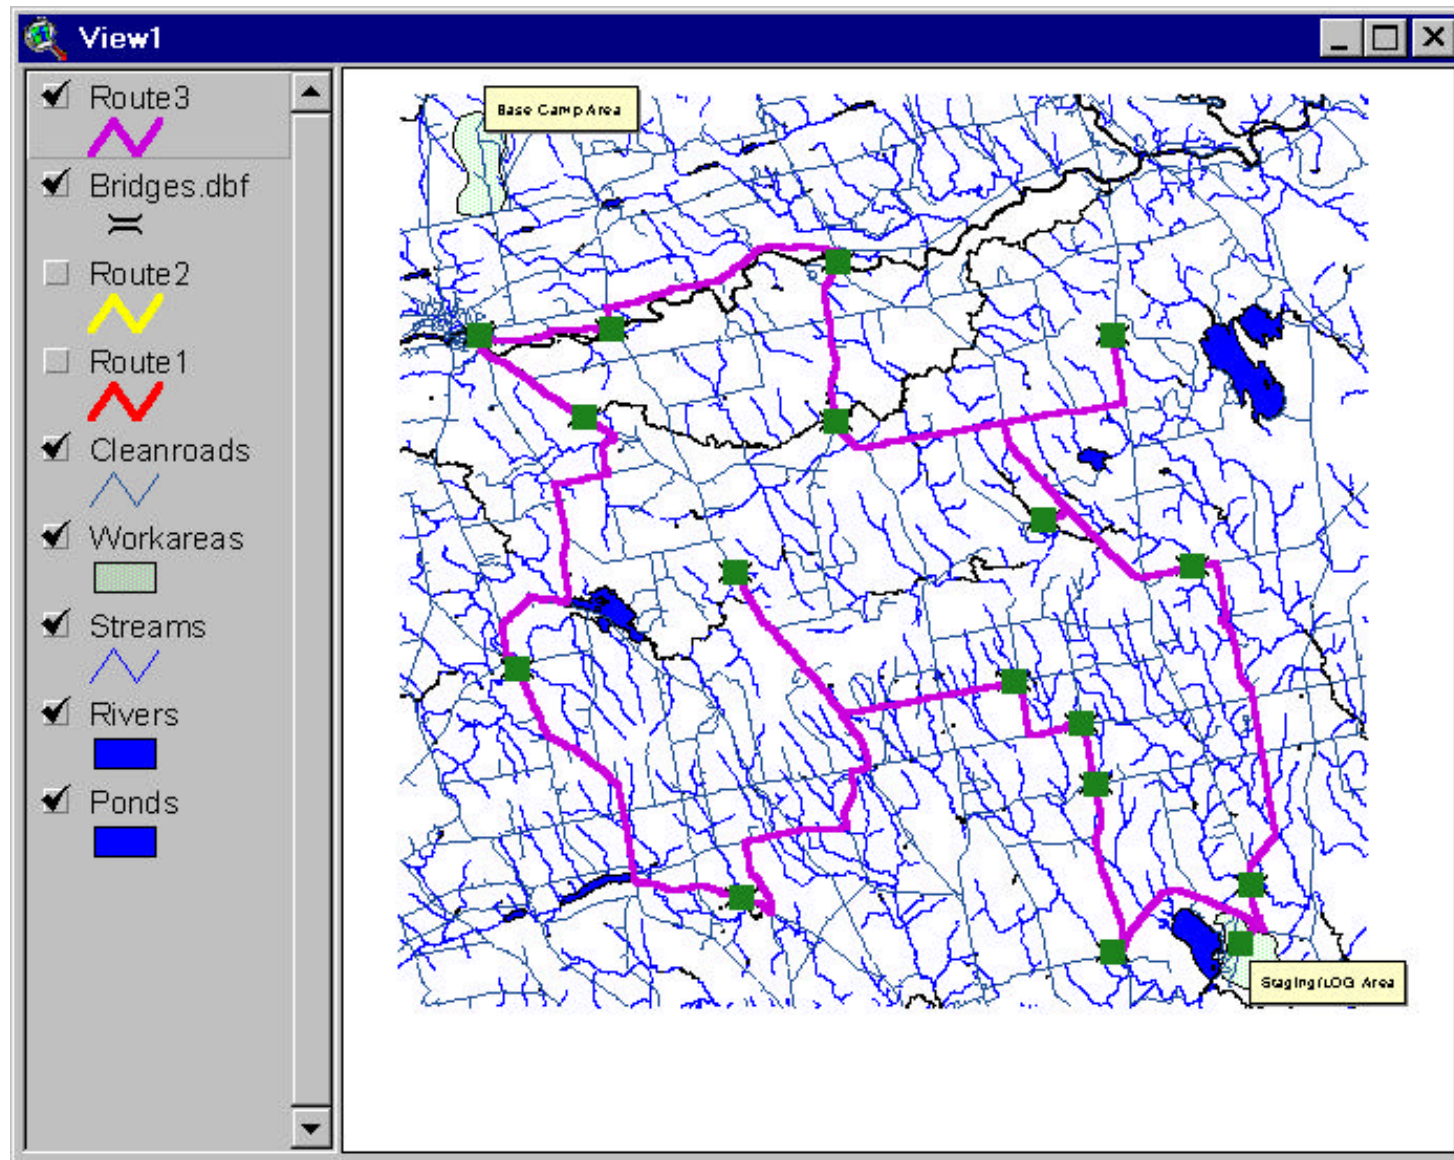 View1
Route3
Bridges.dbf
Route2
Route1
Cleanroads
Workareas
Streams
Rivers
Ponds
Base Camp Area
Staging/LOG Area